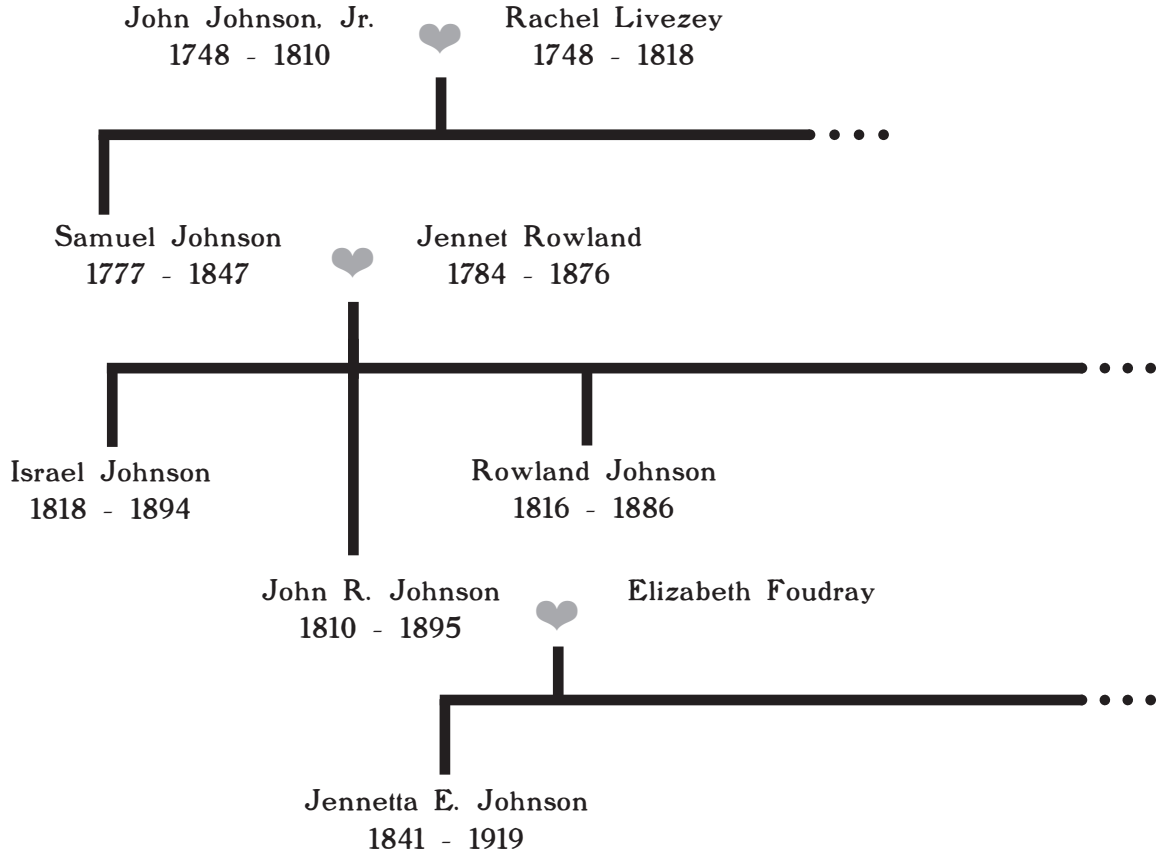 John Johnson, Jr.
1748 - 1810
Rachel Livezey
1748 - 1818
Samuel Johnson
1777 - 1847
Jennet Rowland
1784 - 1876
Israel Johnson
1818 - 1894
Rowland Johnson
1816 - 1886
John R. Johnson
1810 - 1895
Elizabeth Foudray
Jennetta E. Johnson
1841 - 1919